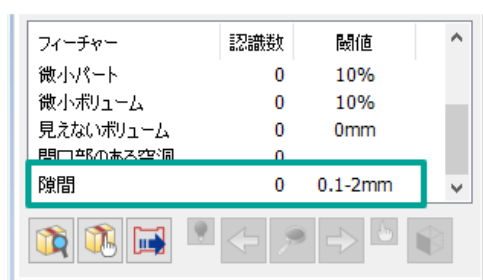 フィーチャー 認識数 閾値
微小パート 0 10%
微小ボリューム 0 10%
見えないボリューム 0 0mm
開口部のある空洞 0
隙間 0 0.1-2mm